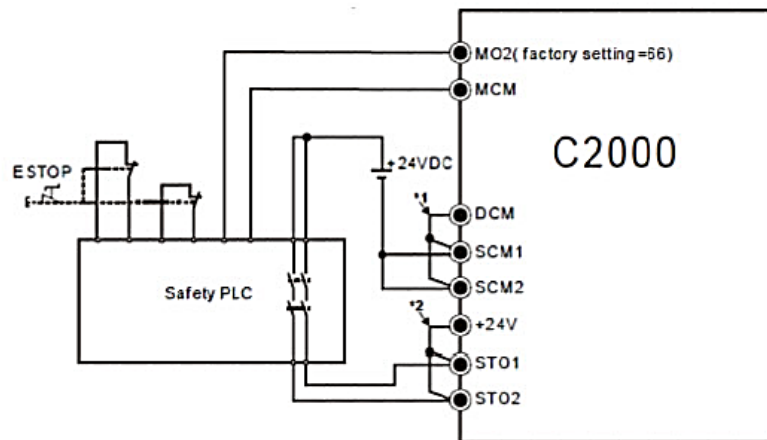 MO2( factory setting =66)
MCM
C2000
ESTOP
+24VDC
*1
DCM
SCM1
Safety PLC
SCM2
*2
+24V
STO1
STO2